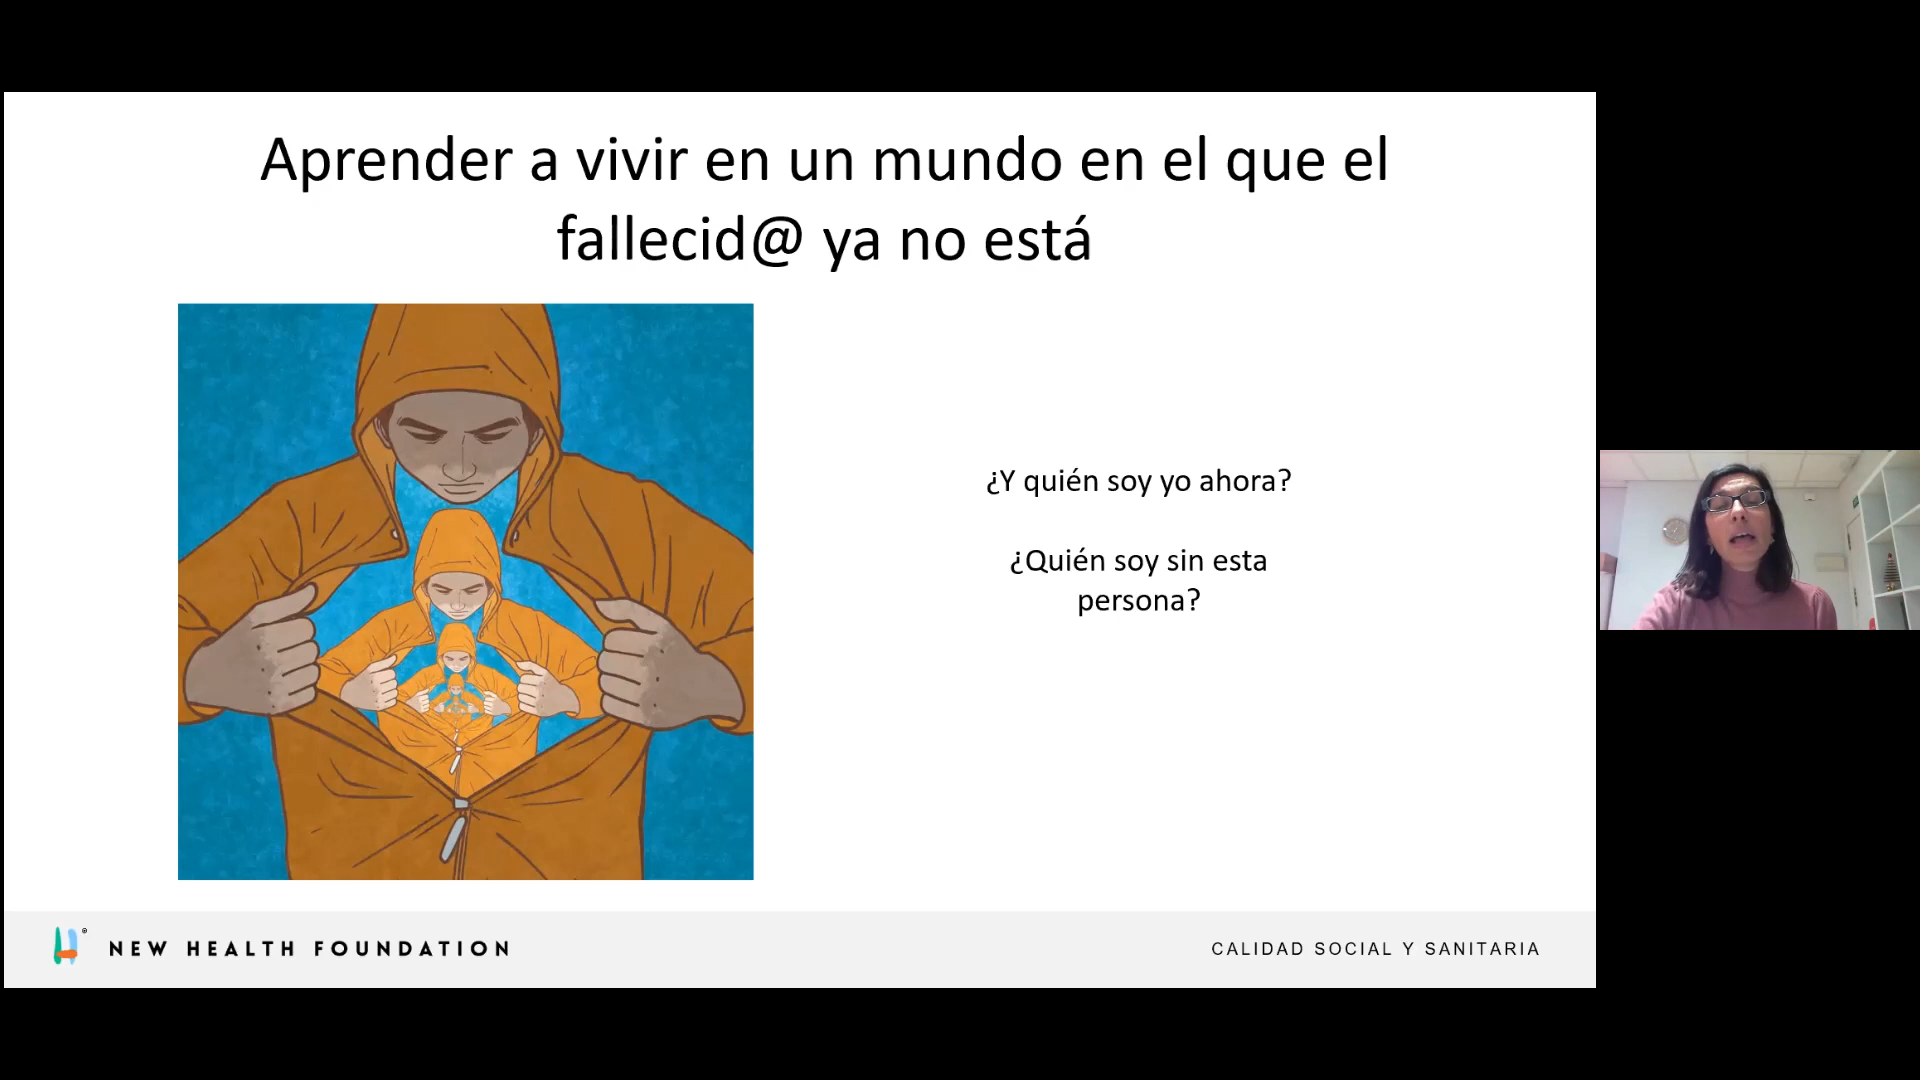 Aprender a vivir en un mundo en el que el
fallecid@ ya no está
¿Y quién soy yo ahora?
¿Quién soy sin esta
persona?
NEW HEALTH FOUNDATION
CALIDAD SOCIAL Y SANITARIA